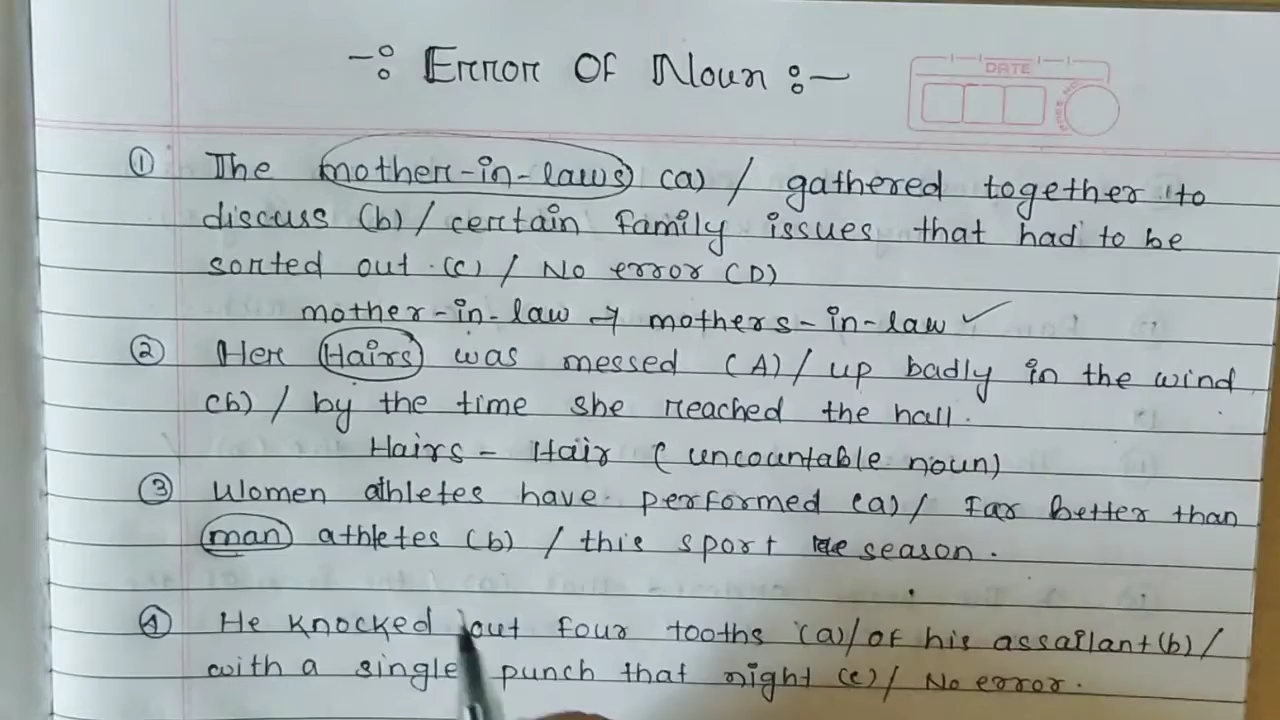 -: Error Of Noun :-
DATE
PAGE NO
① The mother-in-laws (a) / gathered together to
discuss (b) / certain family issues that had to be
sorted out . (c) / No error (D)
mother-in-law → mothers-in-law ✓
② Her Hairs was messed (A) / up badly in the wind
(b) / by the time she reached the hall.
Hairs - Hair ( uncountable noun)
③ Women athletes have performed (a) / far better than
man athletes (b) / this sport season .
④ He knocked out four tooths (a) / of his assailant (b) /
with a single punch that night (c) / No error .